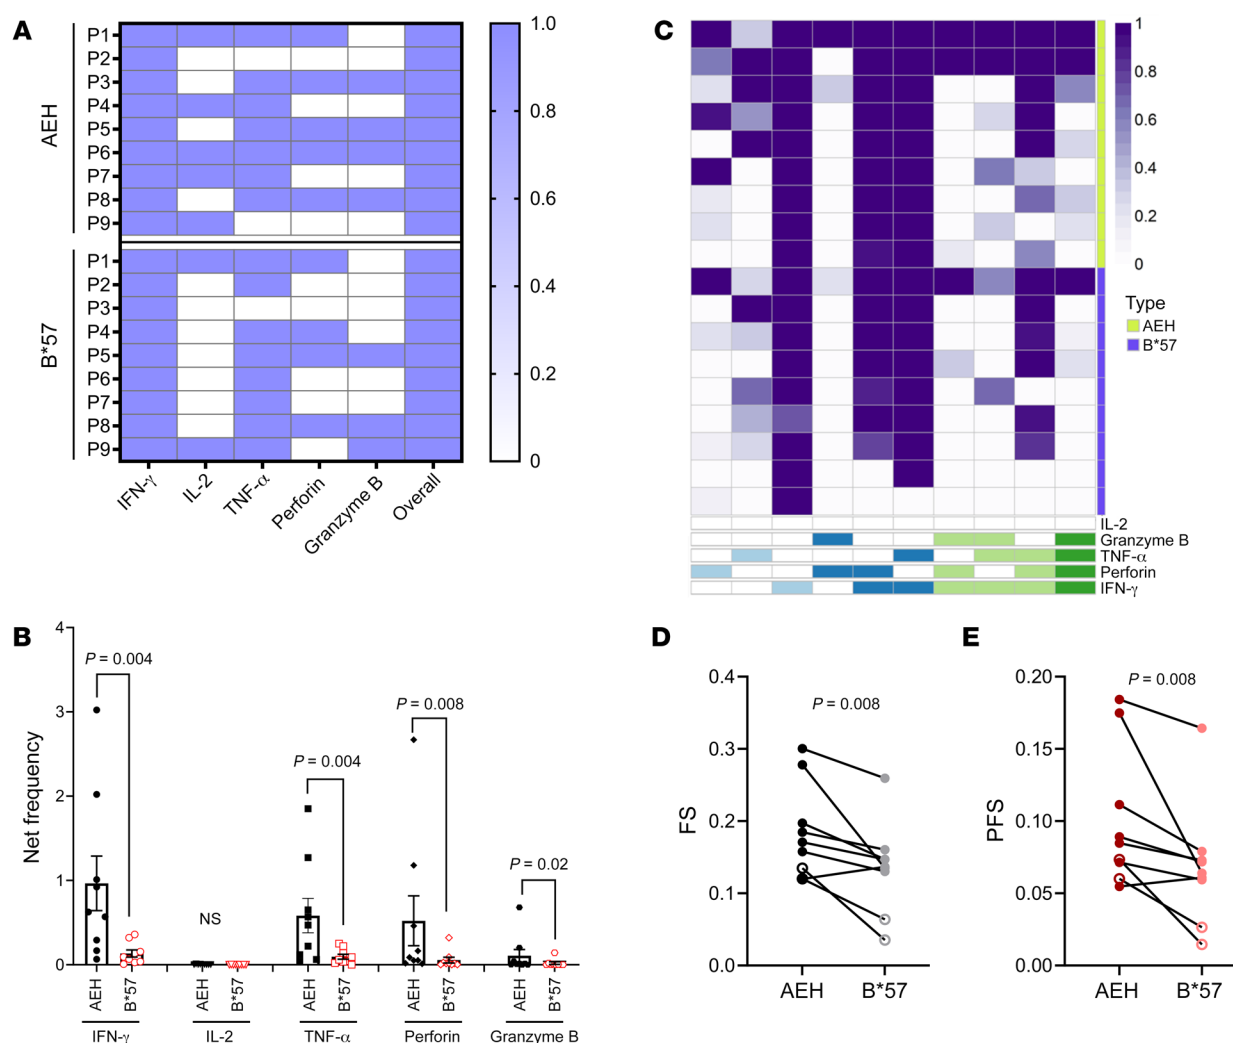 A
AEH
P1
P2
P3
P4
P5
P6
P7
P8
P9
B*57
P1
P2
P3
P4
P5
P6
P7
P8
P9
IFN-γ
IL-2
TNF-α
Perforin
Granzyme B
Overall
1.0
0.8
0.6
0.4
0.2
0
C
1
0.8
0.6
0.4
0.2
0
Type
AEH
B*57
IL-2
Granzyme B
TNF-α
Perforin
IFN-γ
B
Net frequency
4
3
2
1
0
P = 0.004
NS
P = 0.004
P = 0.008
P = 0.02
AEH
B*57
AEH
B*57
AEH
B*57
AEH
B*57
AEH
B*57
IFN-γ
IL-2
TNF-α
Perforin
Granzyme B
D
FS
0.4
0.3
0.2
0.1
0.0
P = 0.008
AEH
B*57
E
PFS
0.20
0.15
0.10
0.05
0.00
P = 0.008
AEH
B*57